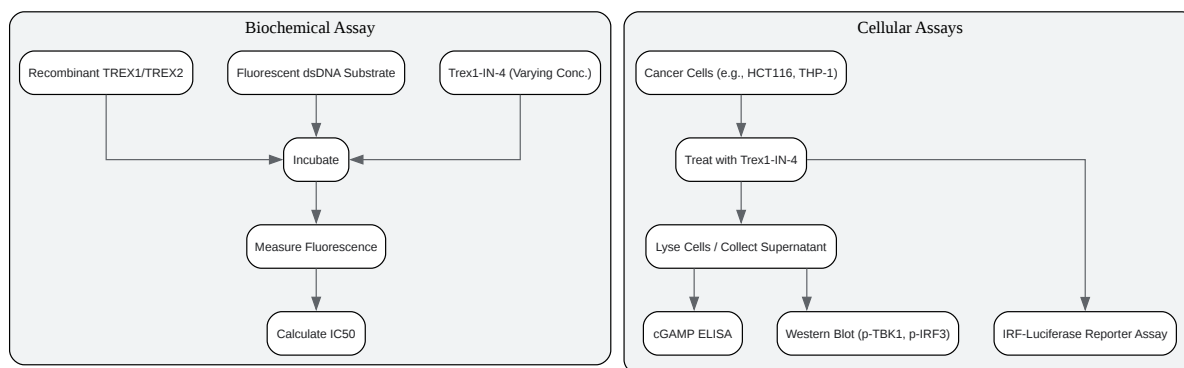 Biochemical Assay
Recombinant TREX1/TREX2
Fluorescent dsDNA Substrate
Trex1-IN-4 (Varying Conc.)
Incubate
Measure Fluorescence
Calculate IC50
Cellular Assays
Cancer Cells (e.g., HCT116, THP-1)
Treat with Trex1-IN-4
Lyse Cells / Collect Supernatant
cGAMP ELISA
Western Blot (p-TBK1, p-IRF3)
IRF-Luciferase Reporter Assay